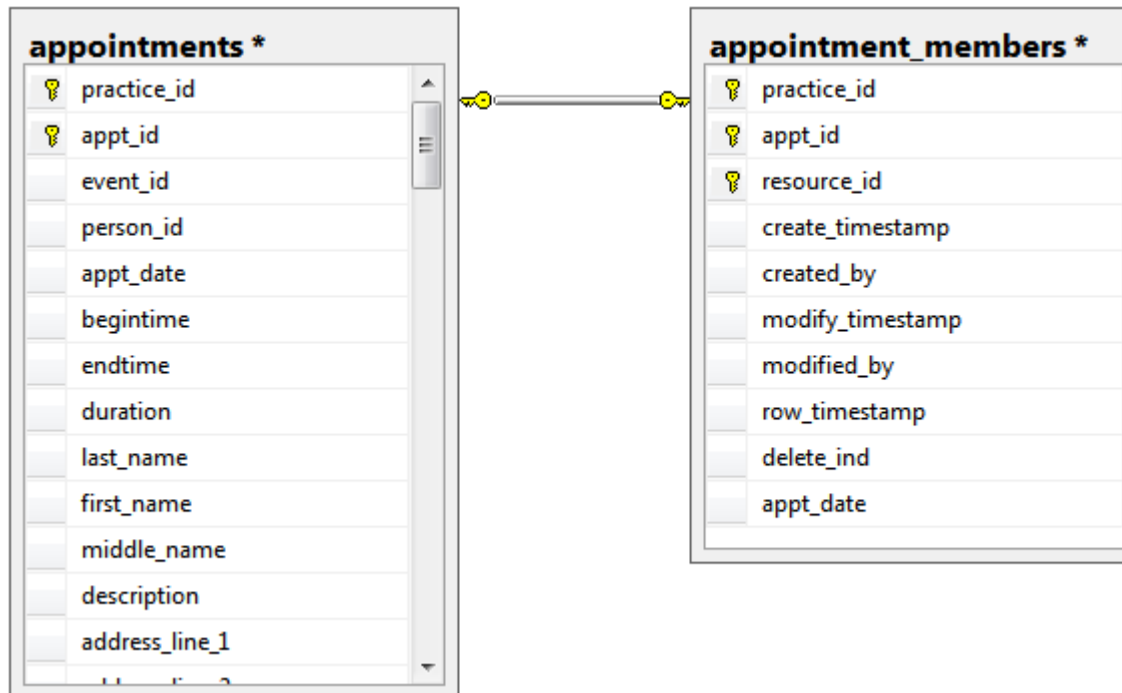 appointments *
practice_id
appt_id
event_id
person_id
appt_date
begintime
endtime
duration
last_name
first_name
middle_name
description
address_line_1
appointment_members *
practice_id
appt_id
resource_id
create_timestamp
created_by
modify_timestamp
modified_by
row_timestamp
delete_ind
appt_date